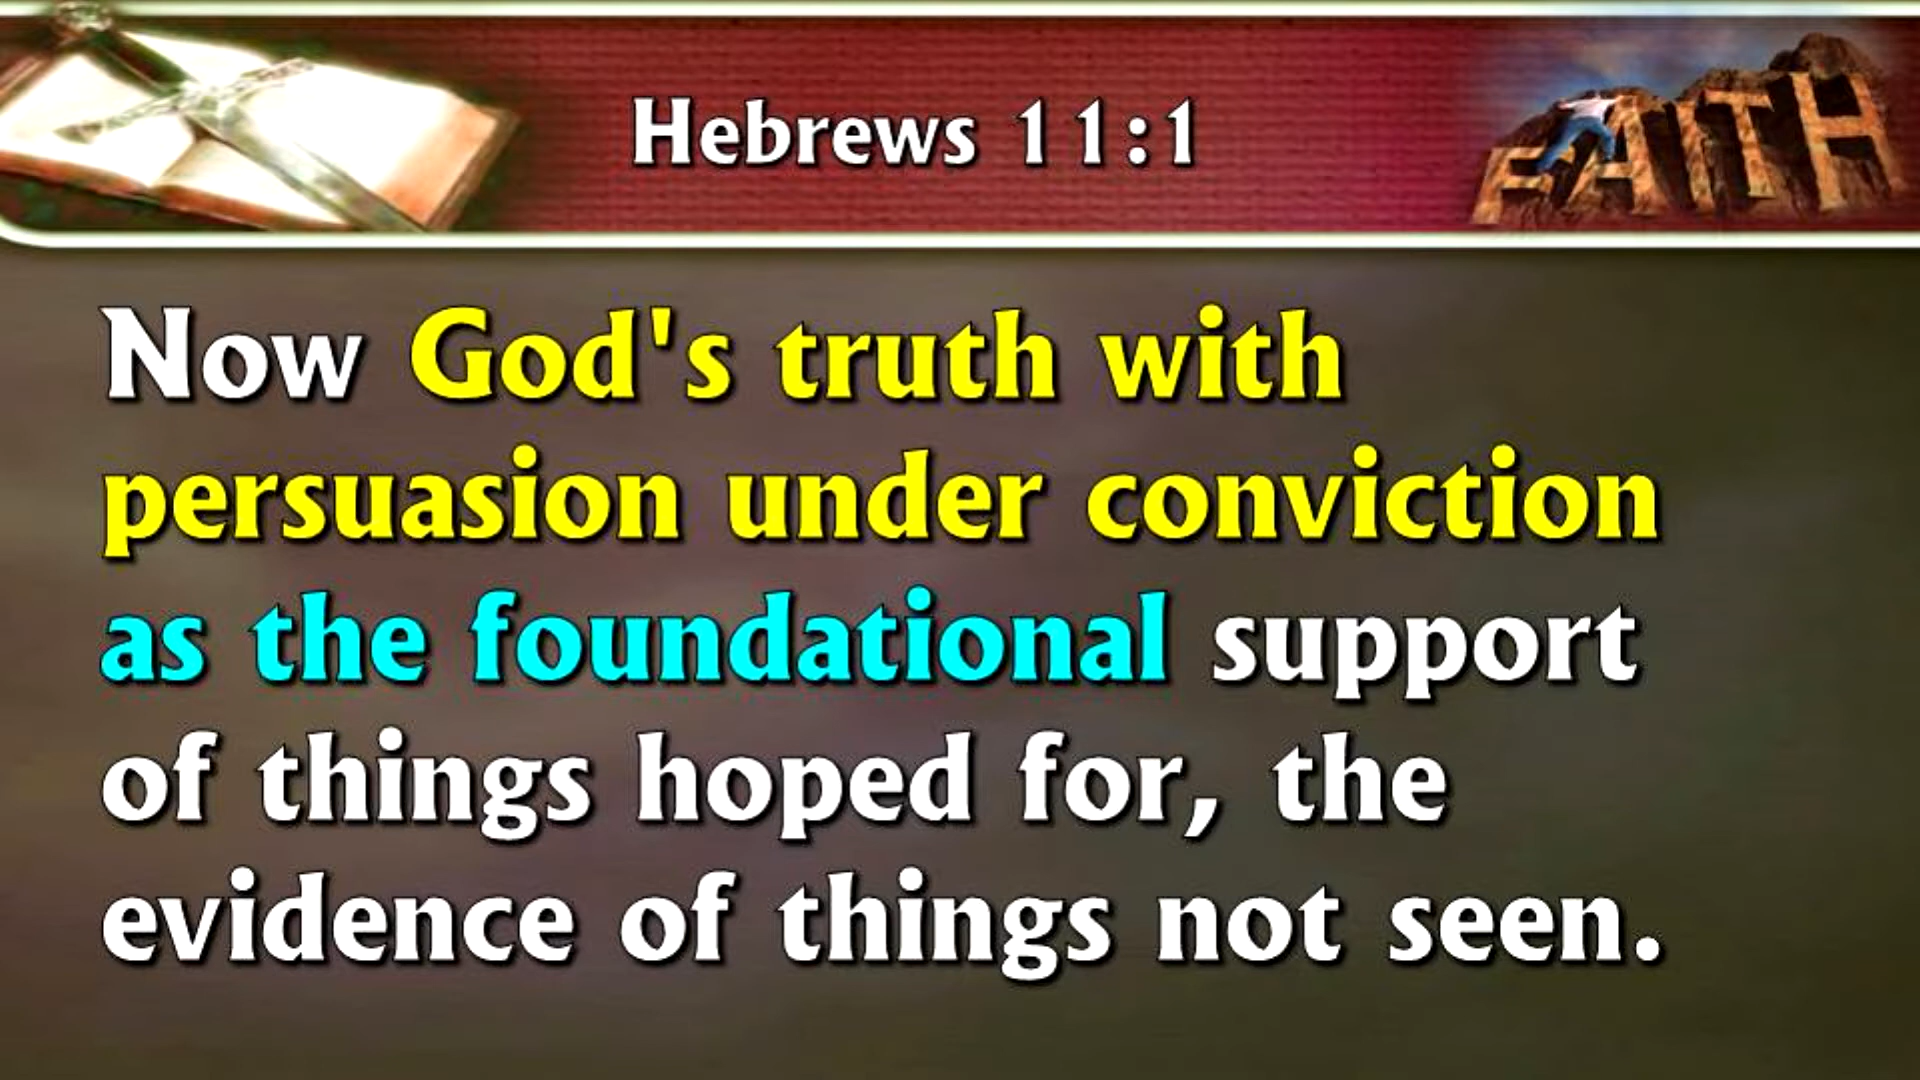 Hebrews 11:1
FAITH
Now God's truth with
persuasion under conviction
as the foundational support
of things hoped for, the
evidence of things not seen.